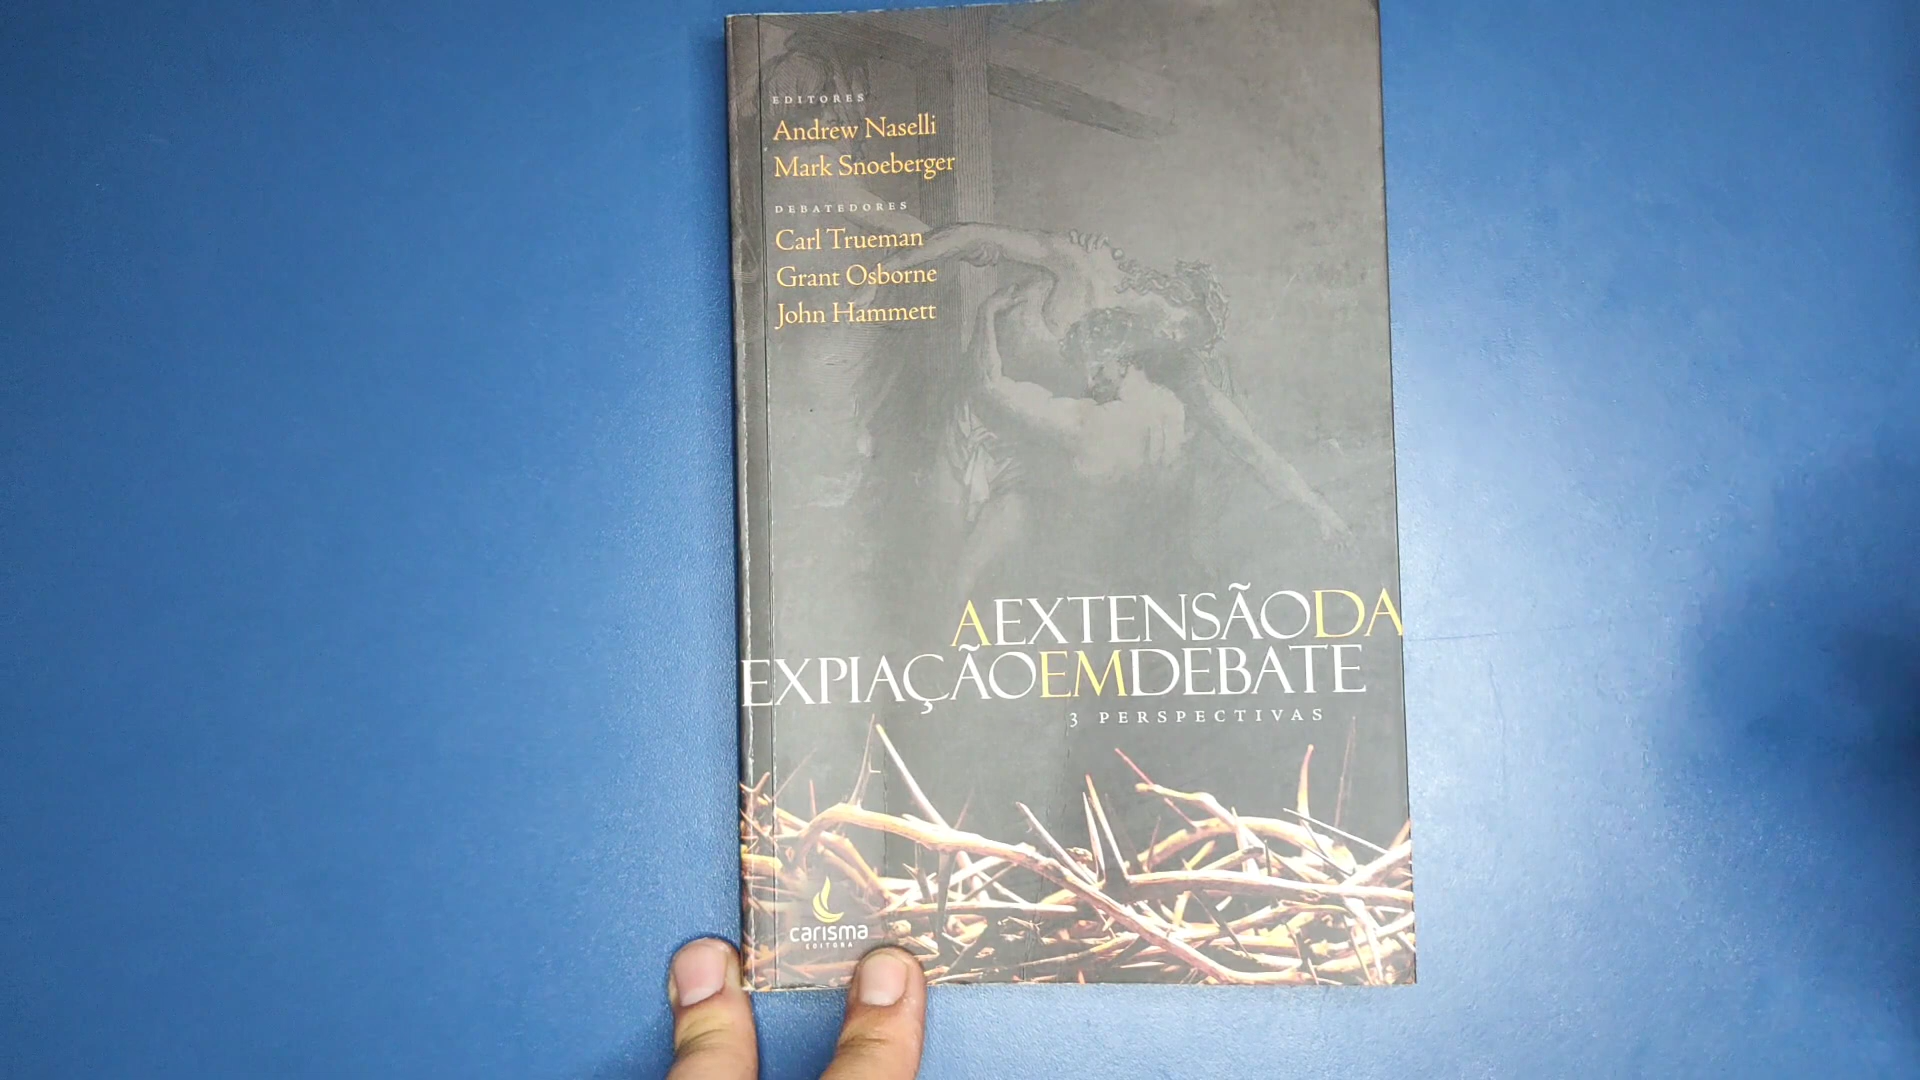 EDITORES
Andrew Naselli
Mark Snoeberger
DEBATEDORES
Carl Trueman
Grant Osborne
John Hammett
AEXTENSÃODA
EXPIAÇÃOEMDEBATE
3 PERSPECTIVAS
carisma
EDITORA